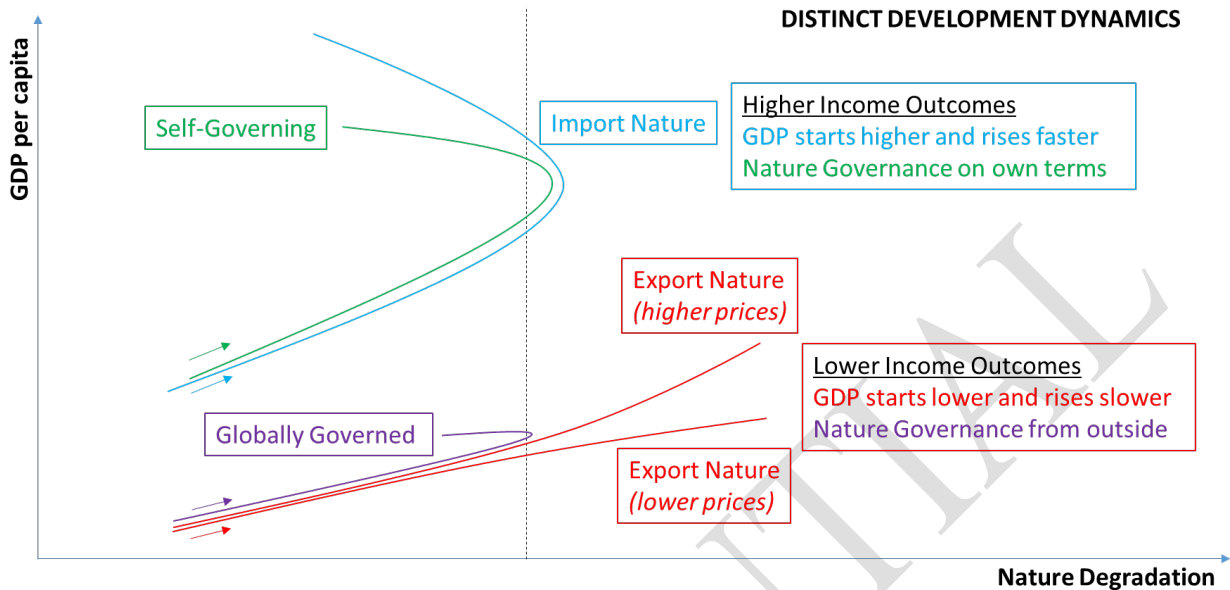 DISTINCT DEVELOPMENT DYNAMICS
GDP per capita
Self-Governing
Import Nature
Higher Income Outcomes
GDP starts higher and rises faster
Nature Governance on own terms
Export Nature
(higher prices)
Lower Income Outcomes
GDP starts lower and rises slower
Nature Governance from outside
Globally Governed
Export Nature
(lower prices)
NTIAL
Nature Degradation